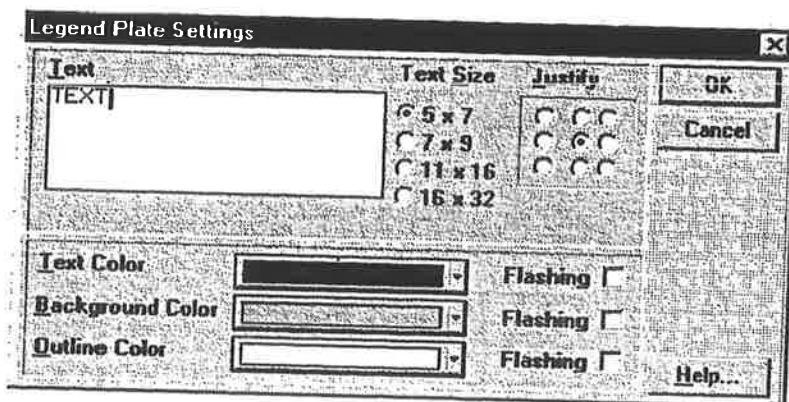 Legend Plate Settings
Text
TEXT
Text Size
5 x 7
7 x 9
11 x 16
16 x 32
Justify
OK
Cancel
Text Color
Flashing
Background Color
Flashing
Outline Color
Flashing
Help...